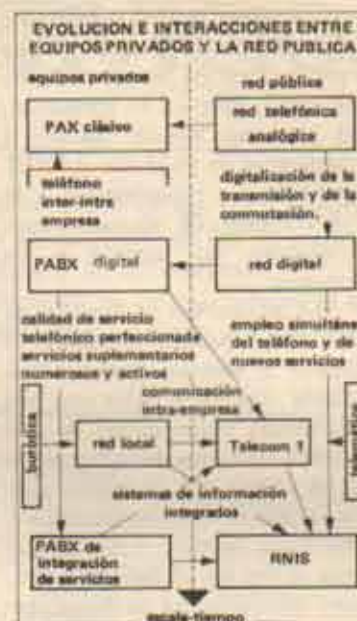 EVOLUCION E INTERACCIONES ENTRE
EQUIPOS PRIVADOS Y LA RED PUBLICA
equipos privados
red pública
PAX clásico
red telefónica
analógica
teléfono
inter-intra
empresa
digitalización de la
transmisión y de la
conmutación.
PABX digital
red digital
calidad de servicio
telefónico perfeccionada
servicios suplementarios
numerosos y activos
empleo simultáne
del teléfono y de
nuevos servicios
comunicación
intra-empresa
burótica
red local
Telecom 1
sistemas de información
integrados
PABX de
integración
de servicios
RNIS
escala-tiempo